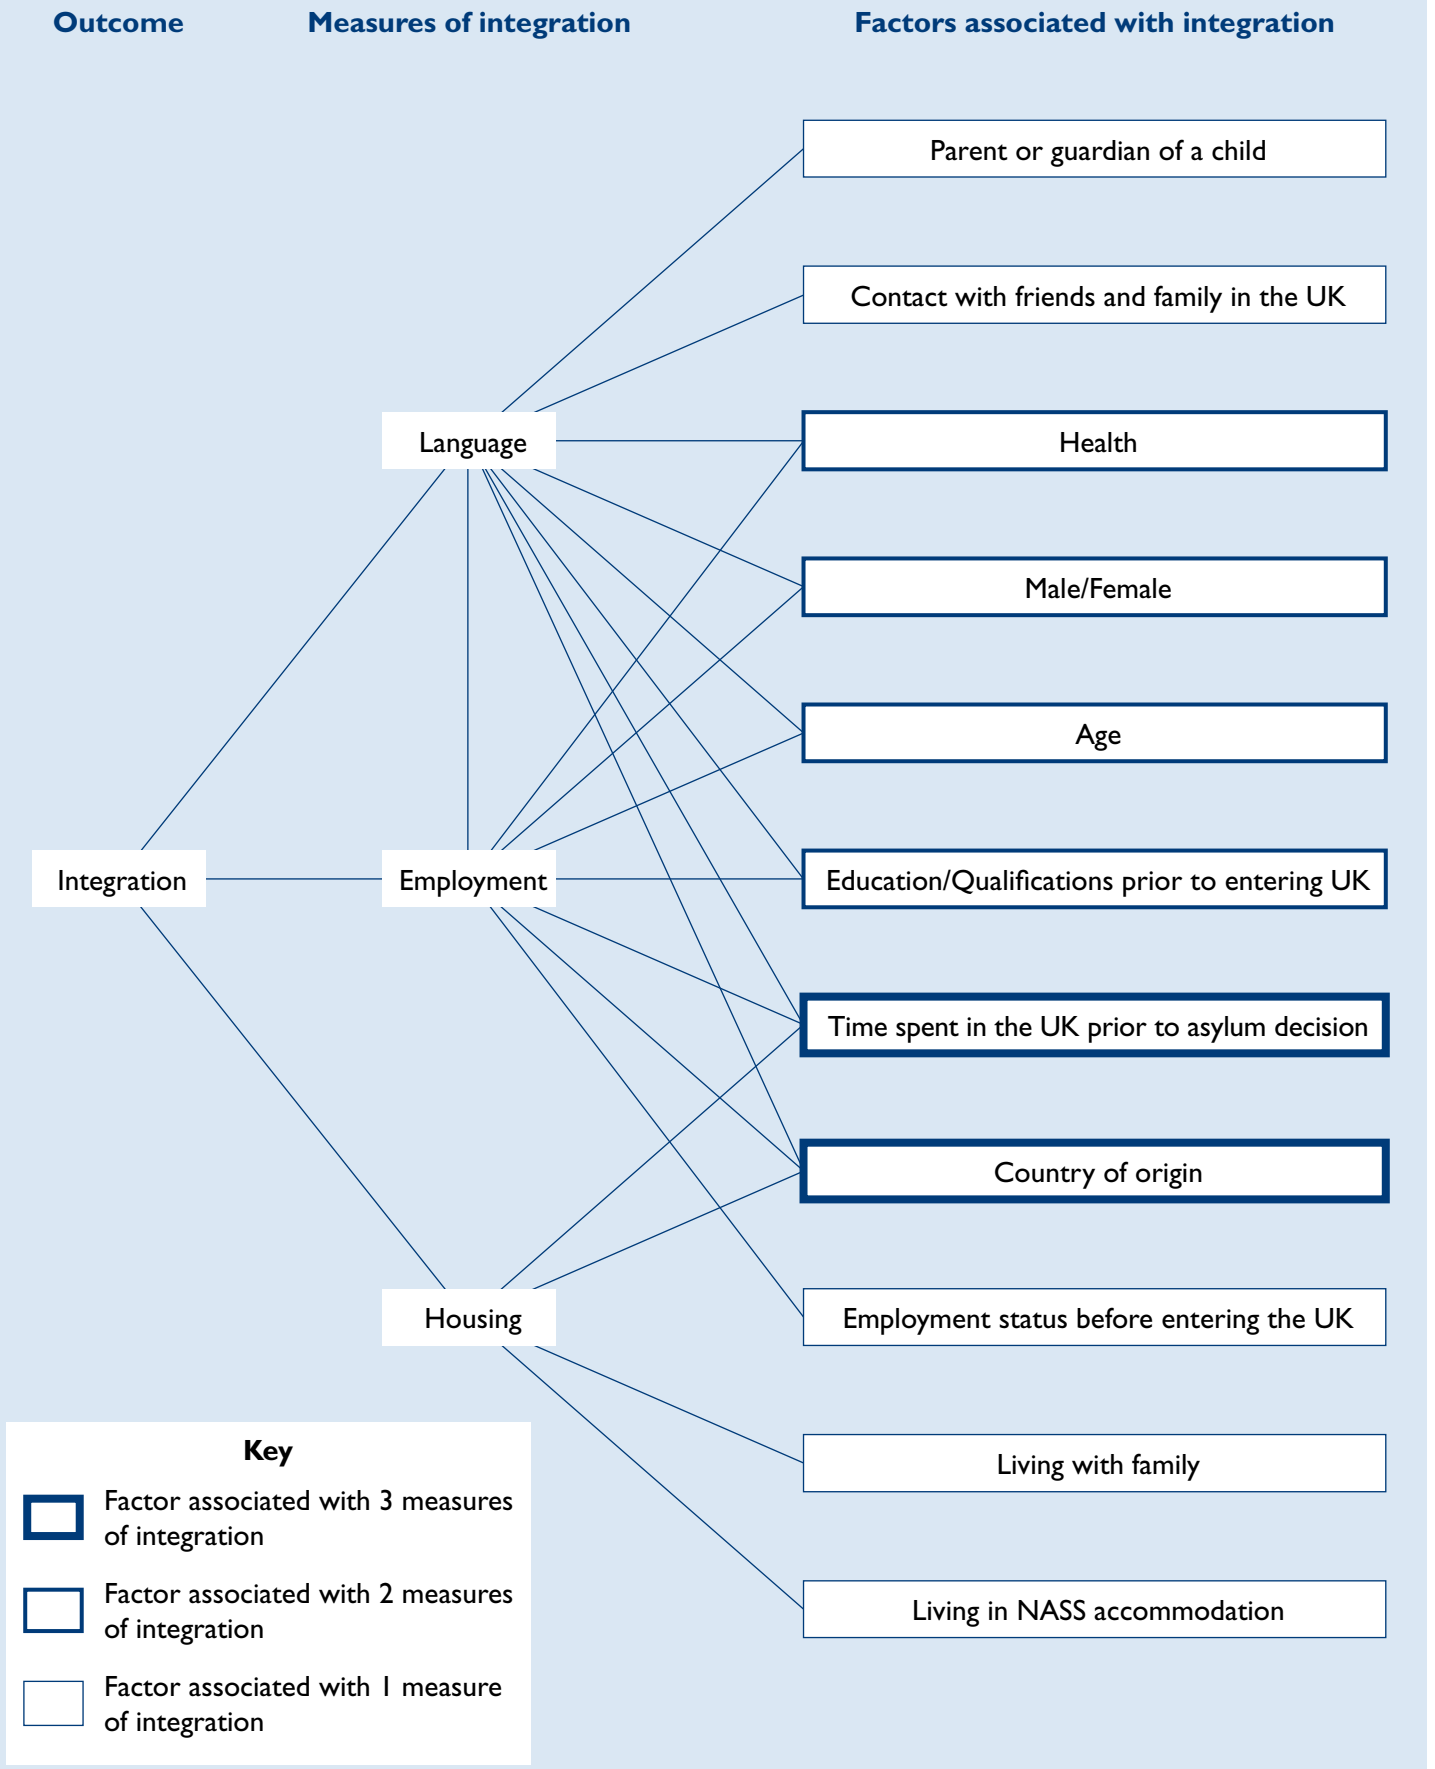 Outcome
Measures of integration
Factors associated with integration
Parent or guardian of a child
Contact with friends and family in the UK
Language
Health
Male/Female
Age
Integration
Employment
Education/Qualifications prior to entering UK
Time spent in the UK prior to asylum decision
Country of origin
Housing
Employment status before entering the UK
Living with family
Living in NASS accommodation
Key
Factor associated with 3 measures
of integration
Factor associated with 2 measures
of integration
Factor associated with 1 measure
of integration